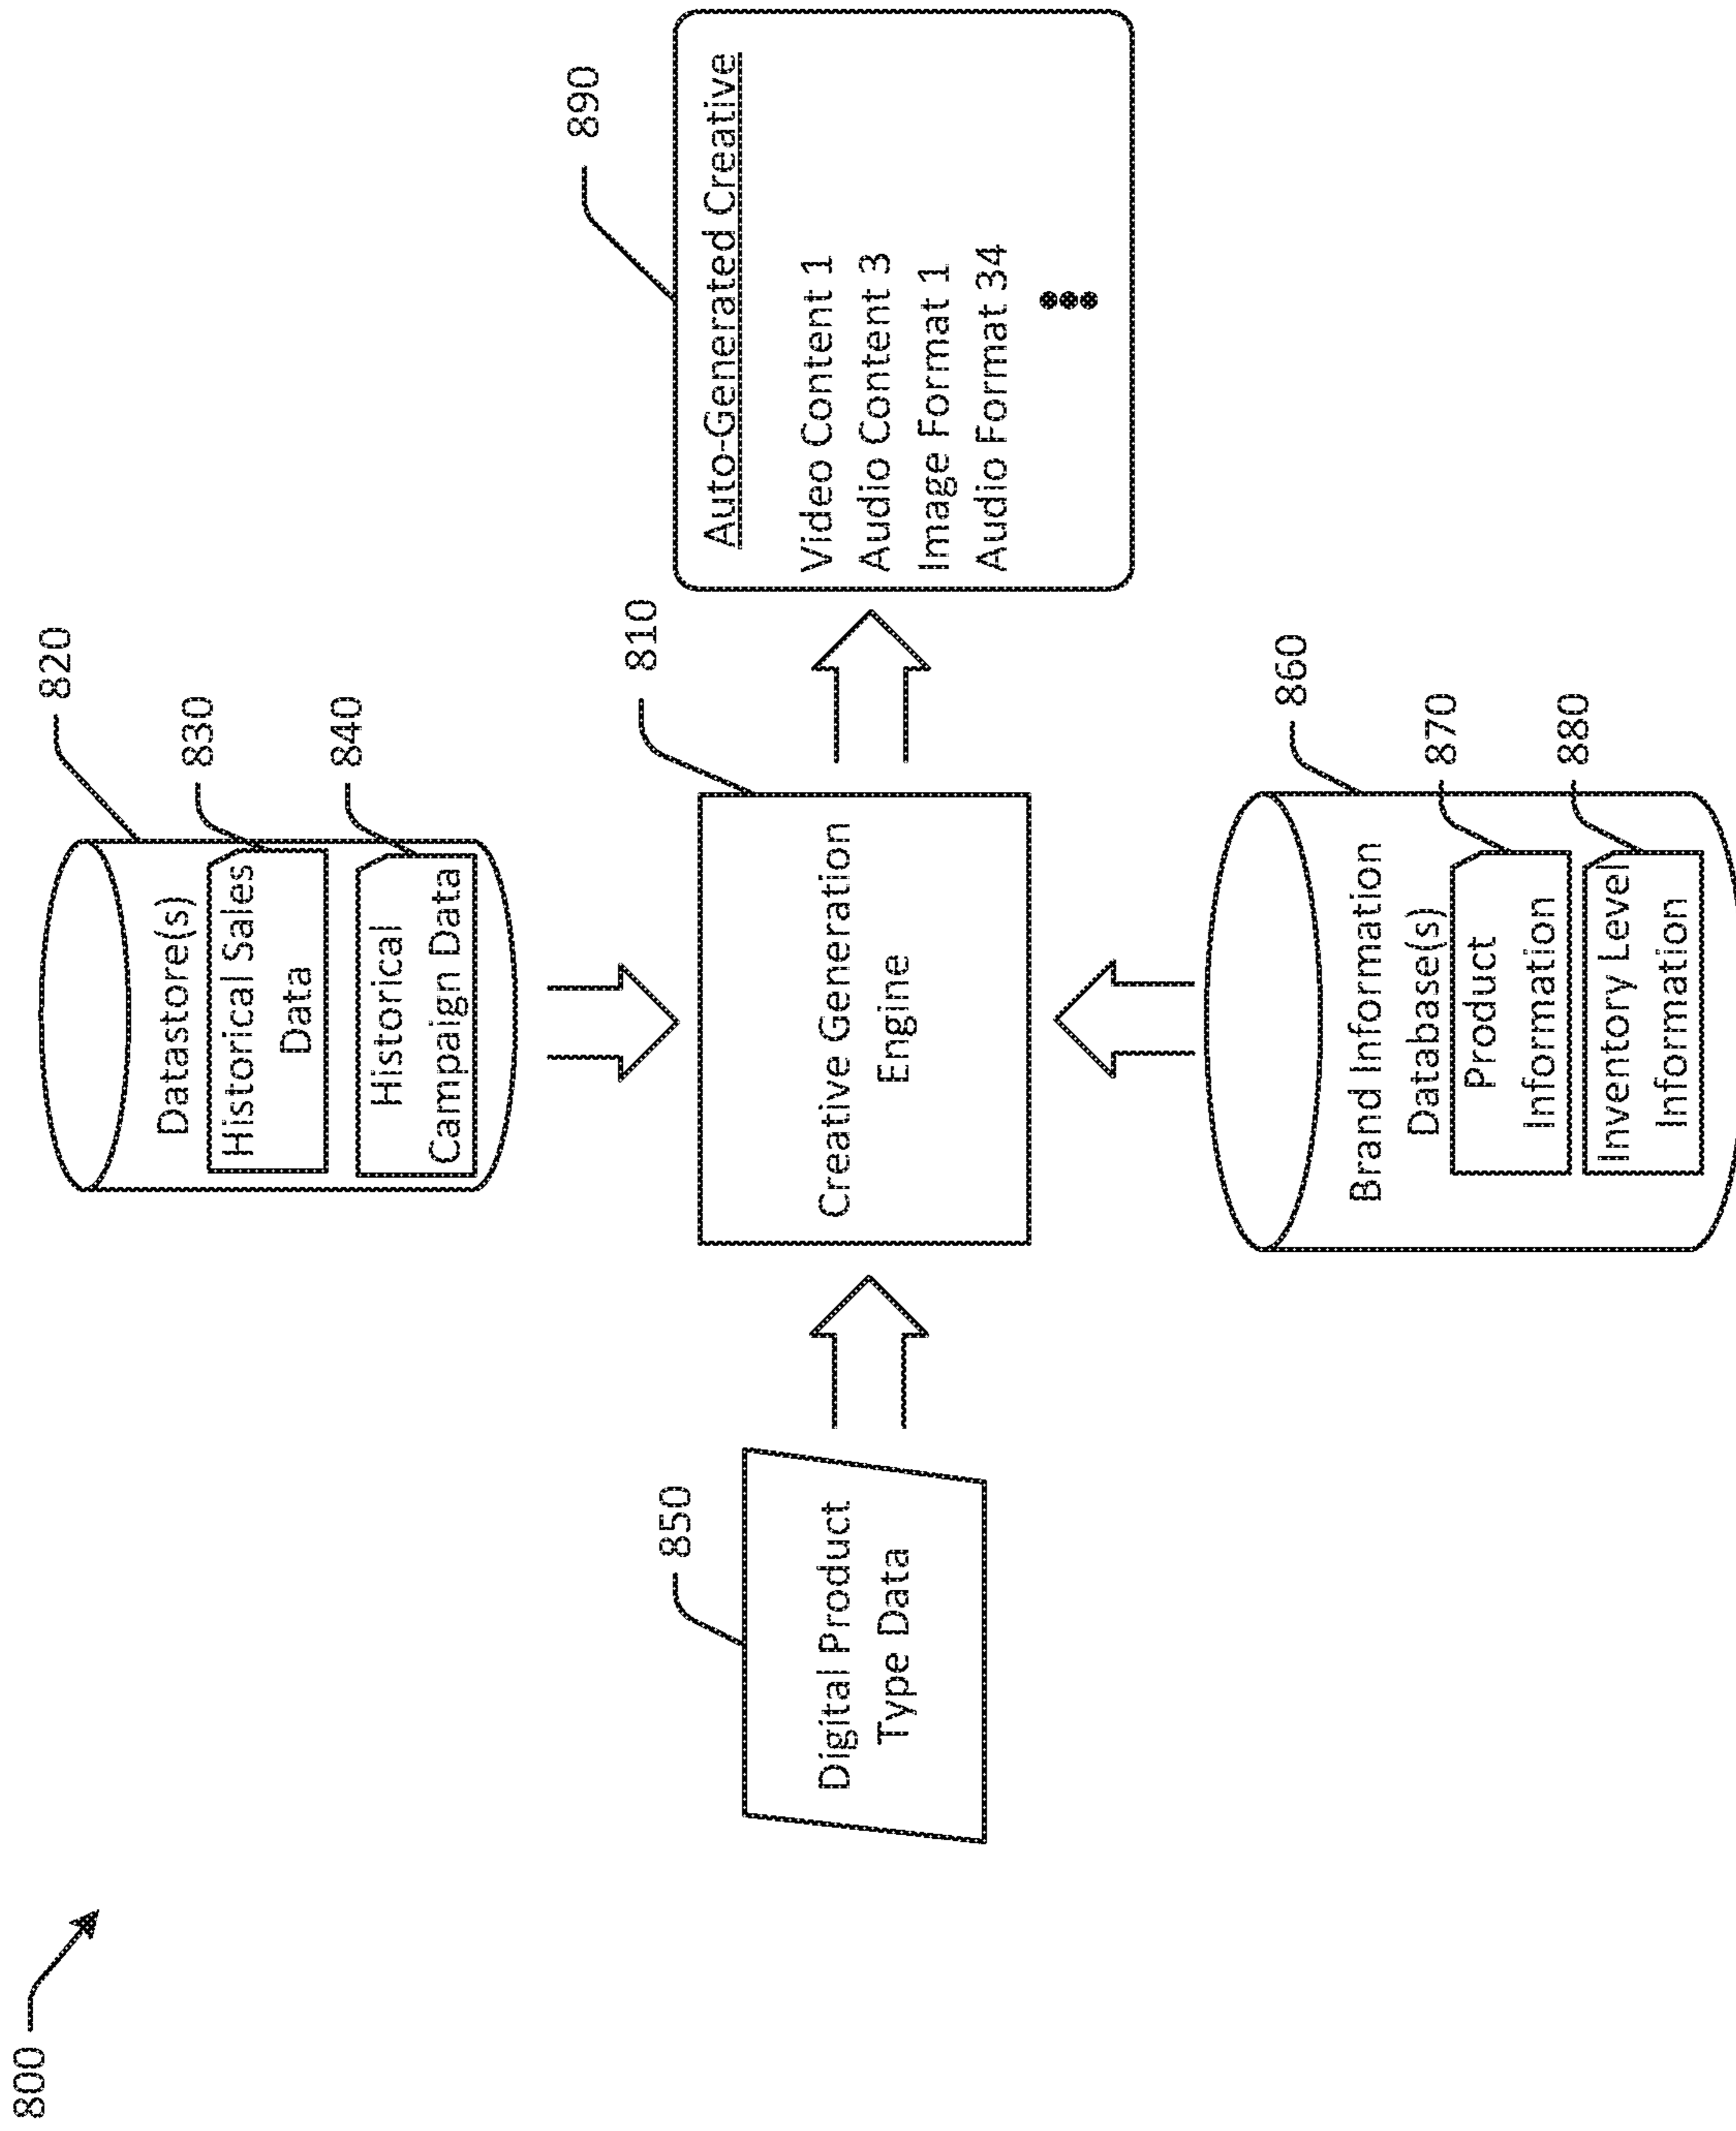 800
820
Datastore(s)
830
Historical Sales
Data
840
Historical
Campaign Data
850
Digital Product
Type Data
810
Creative Generation
Engine
890
Auto-Generated Creative
Video Content 1
Audio Content 3
Image Format 1
Audio Format 34
860
Brand Information
Database(s)
870
Product
Information
880
Inventory Level
Information